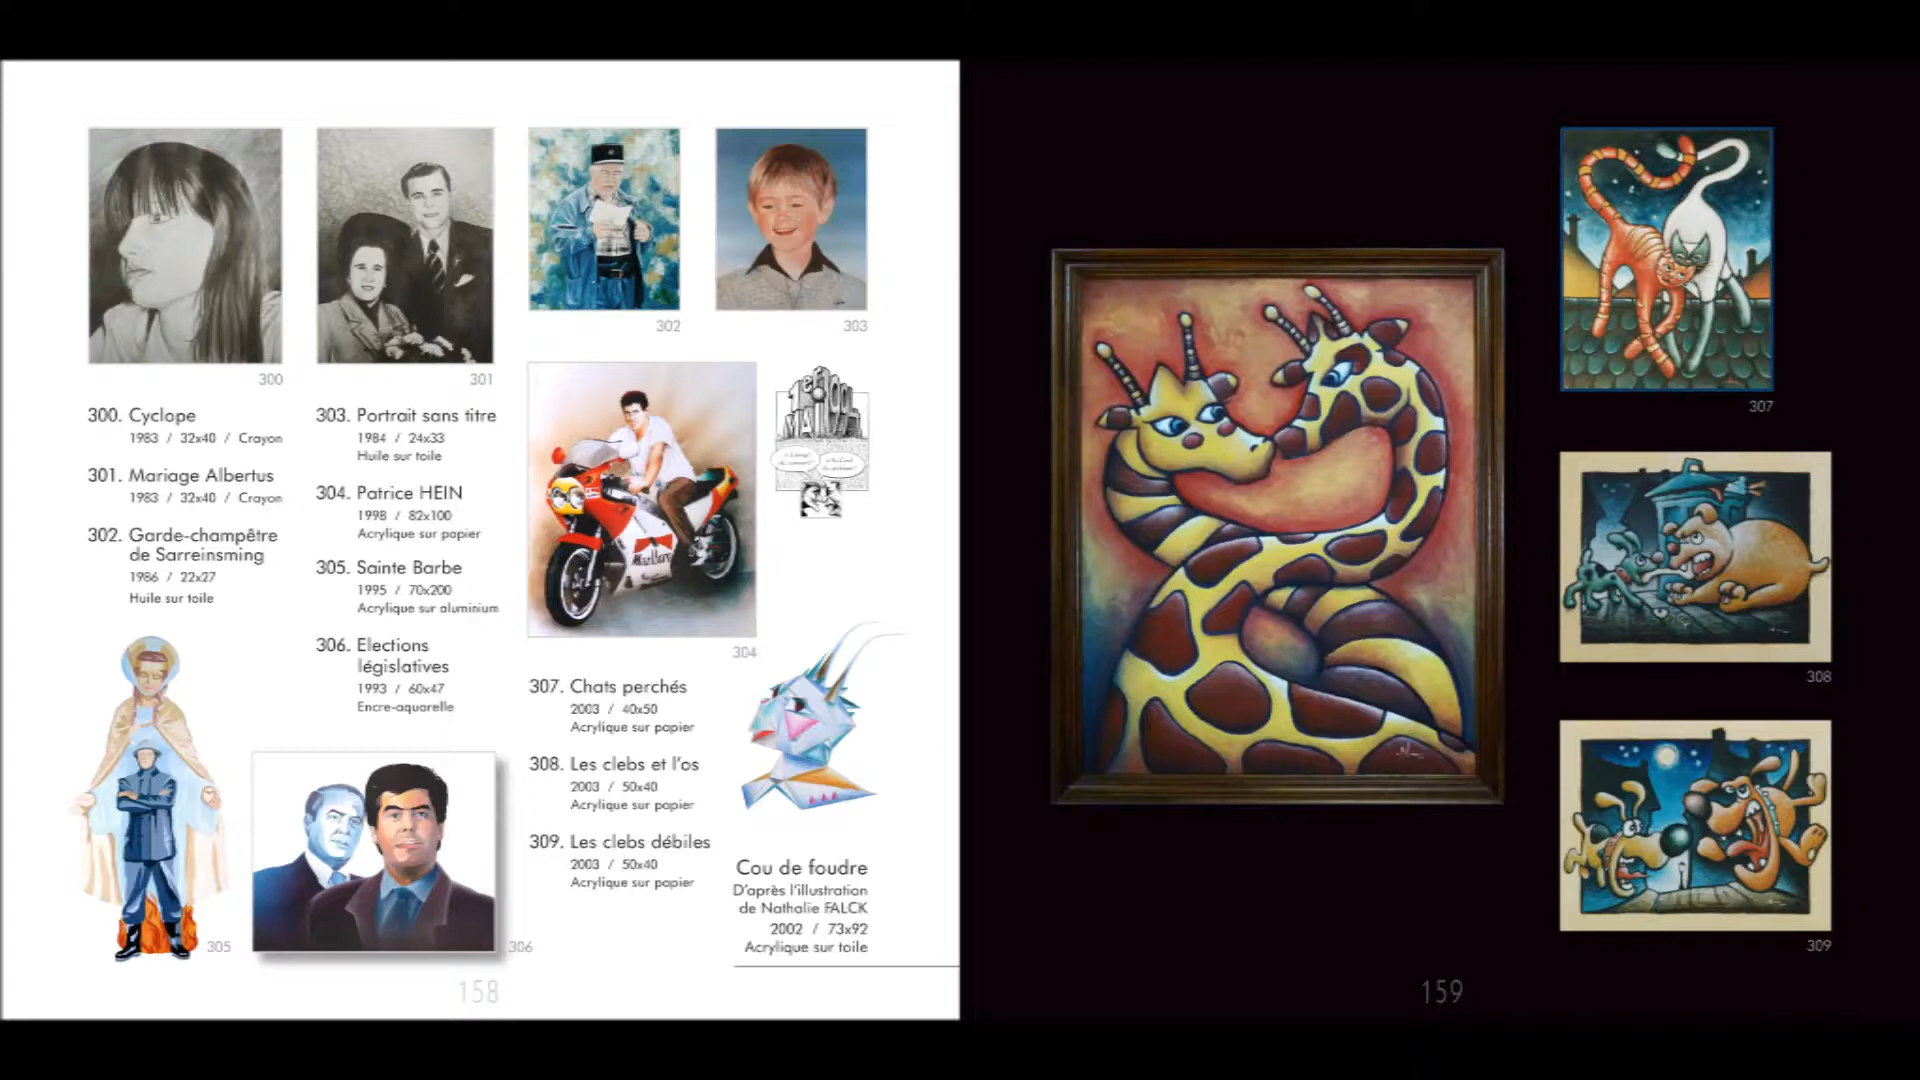 300
301
302
303
300. Cyclope
1983 / 32x40 / Crayon
301. Mariage Albertus
1983 / 32x40 / Crayon
302. Garde-champêtre
de Sarreinsming
1986 / 22x27
Huile sur toile
303. Portrait sans titre
1984 / 24x33
Huile sur toile
304. Patrice HEIN
1998 / 82x100
Acrylique sur papier
305. Sainte Barbe
1995 / 70x200
Acrylique sur aluminium
306. Elections
législatives
1993 / 60x47
Encre-aquarelle
Marlboro
304
305
306
307. Chats perchés
2003 / 40x50
Acrylique sur papier
308. Les clebs et l'os
2003 / 50x40
Acrylique sur papier
309. Les clebs débiles
2003 / 50x40
Acrylique sur papier
Cou de foudre
D'après l'illustration
de Nathalie FALCK
2002 / 73x92
Acrylique sur toile
158
307
308
309
159